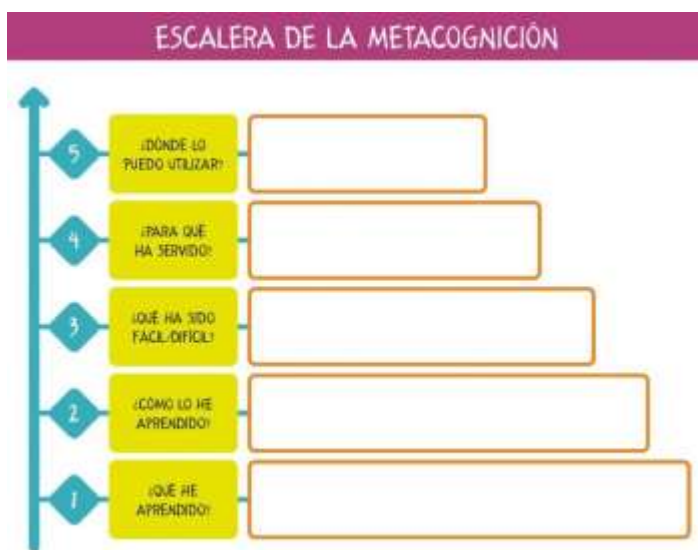 ESCALERA DE LA METACOGNICIÓN
5
¿DÓNDE LO
PUEDO UTILIZAR?
4
¿PARA QUÉ
HA SERVIDO?
3
¿QUÉ HA SIDO
FÁCIL/DIFÍCIL?
2
¿CÓMO LO HE
APRENDIDO?
1
¿QUÉ HE
APRENDIDO?